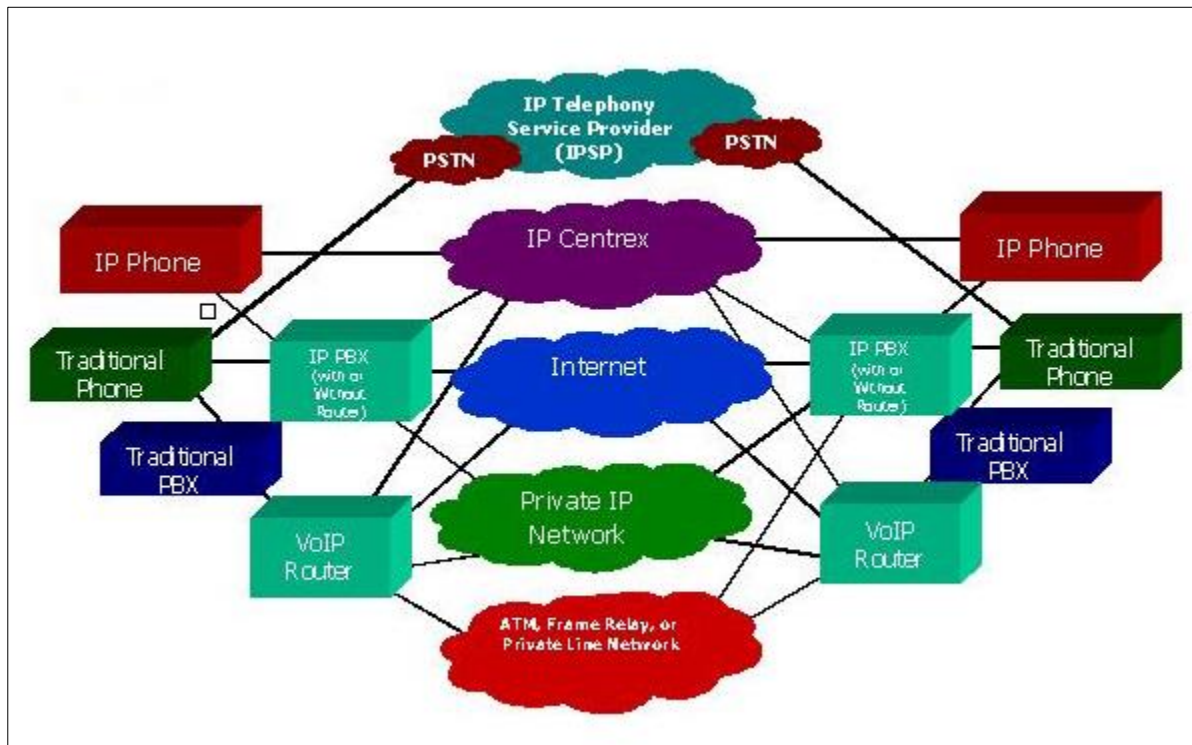 IP Telephony
Service Provider
(IPSP)
PSTN
PSTN
IP Phone
IP Centrex
IP Phone
Traditional
Phone
IP PBX
(with or
Without
Router)
Internet
IP PBX
(with or
Without
Router)
Traditional
Phone
Traditional
PBX
Traditional
PBX
Private IP
Network
VoIP
Router
VoIP
Router
ATM, Frame Relay, or
Private Line Network